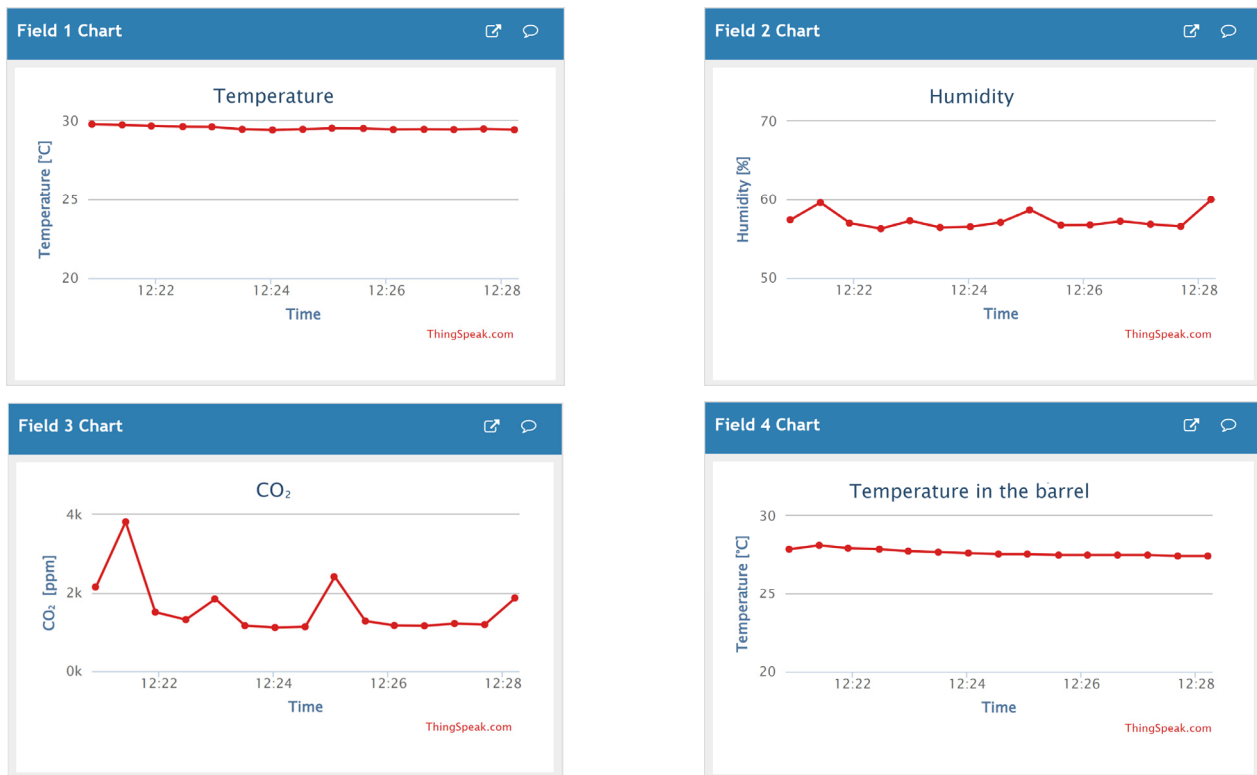 Field 1 Chart
Temperature
Temperature [°C]
30
25
20
12:22 12:24 12:26 12:28
Time
ThingSpeak.com
Field 2 Chart
Humidity
Humidity [%]
70
60
50
12:22 12:24 12:26 12:28
Time
ThingSpeak.com
Field 3 Chart
CO₂
CO₂ [ppm]
4k
2k
0k
12:22 12:24 12:26 12:28
Time
ThingSpeak.com
Field 4 Chart
Temperature in the barrel
Temperature [°C]
30
25
20
12:22 12:24 12:26 12:28
Time
ThingSpeak.com